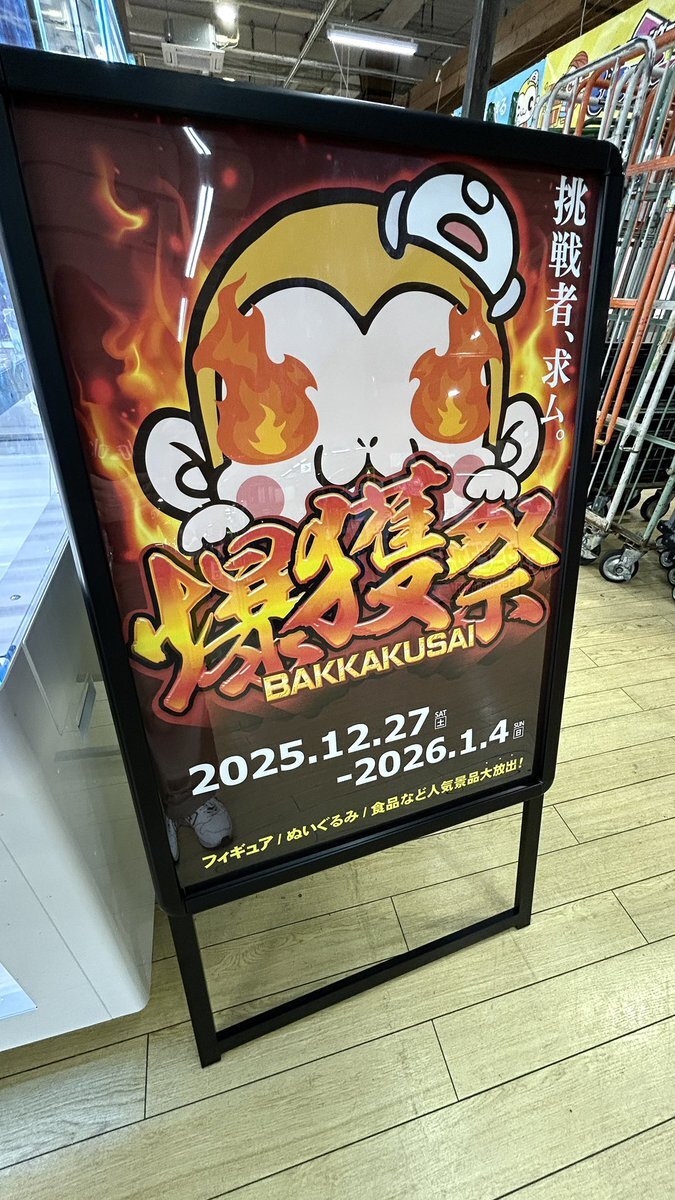 挑戦者、求ム。
爆獲祭
BAKKAKUSAI
2025.12.27 SAT 土
-2026.1.4 SUN 日
フィギュア / ぬいぐるみ / 食品など人気景品大放出!